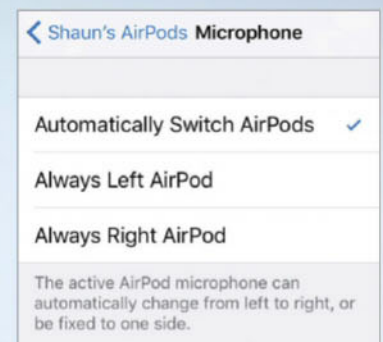 Shaun's AirPods Microphone
Automatically Switch AirPods
Always Left AirPod
Always Right AirPod
The active AirPod microphone can
automatically change from left to right, or
be fixed to one side.